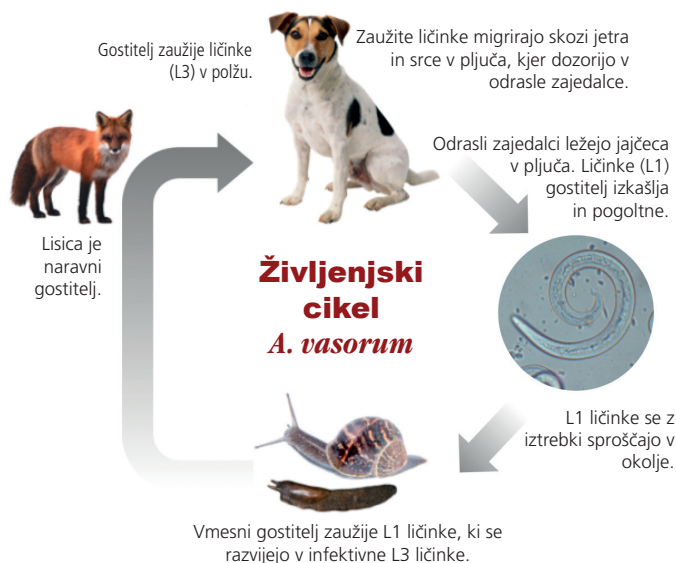 Gostitelj zaužije ličinke
(L3) v polžu.
Zaužite ličinke migrirajo skozi jetra
in srce v pljuča, kjer dozorijo v
odrasle zajedalce.
Odrasli zajedalci ležejo jajčeca
v pljuča. Ličinke (L1)
gostitelj izkašlja
in pogoltne.
Lisica je
naravni
gostitelj.
Življenjski
cikel
A. vasorum
L1 ličinke se z
iztrebki sproščajo v
okolje.
Vmesni gostitelj zaužije L1 ličinke, ki se
razvijejo v infektivne L3 ličinke.